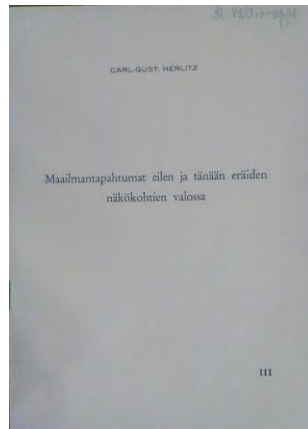 CARL-GUST. HERLITZ
Maailmantapahtumat eilen ja tänään eräiden
näkökohtien valossa
III